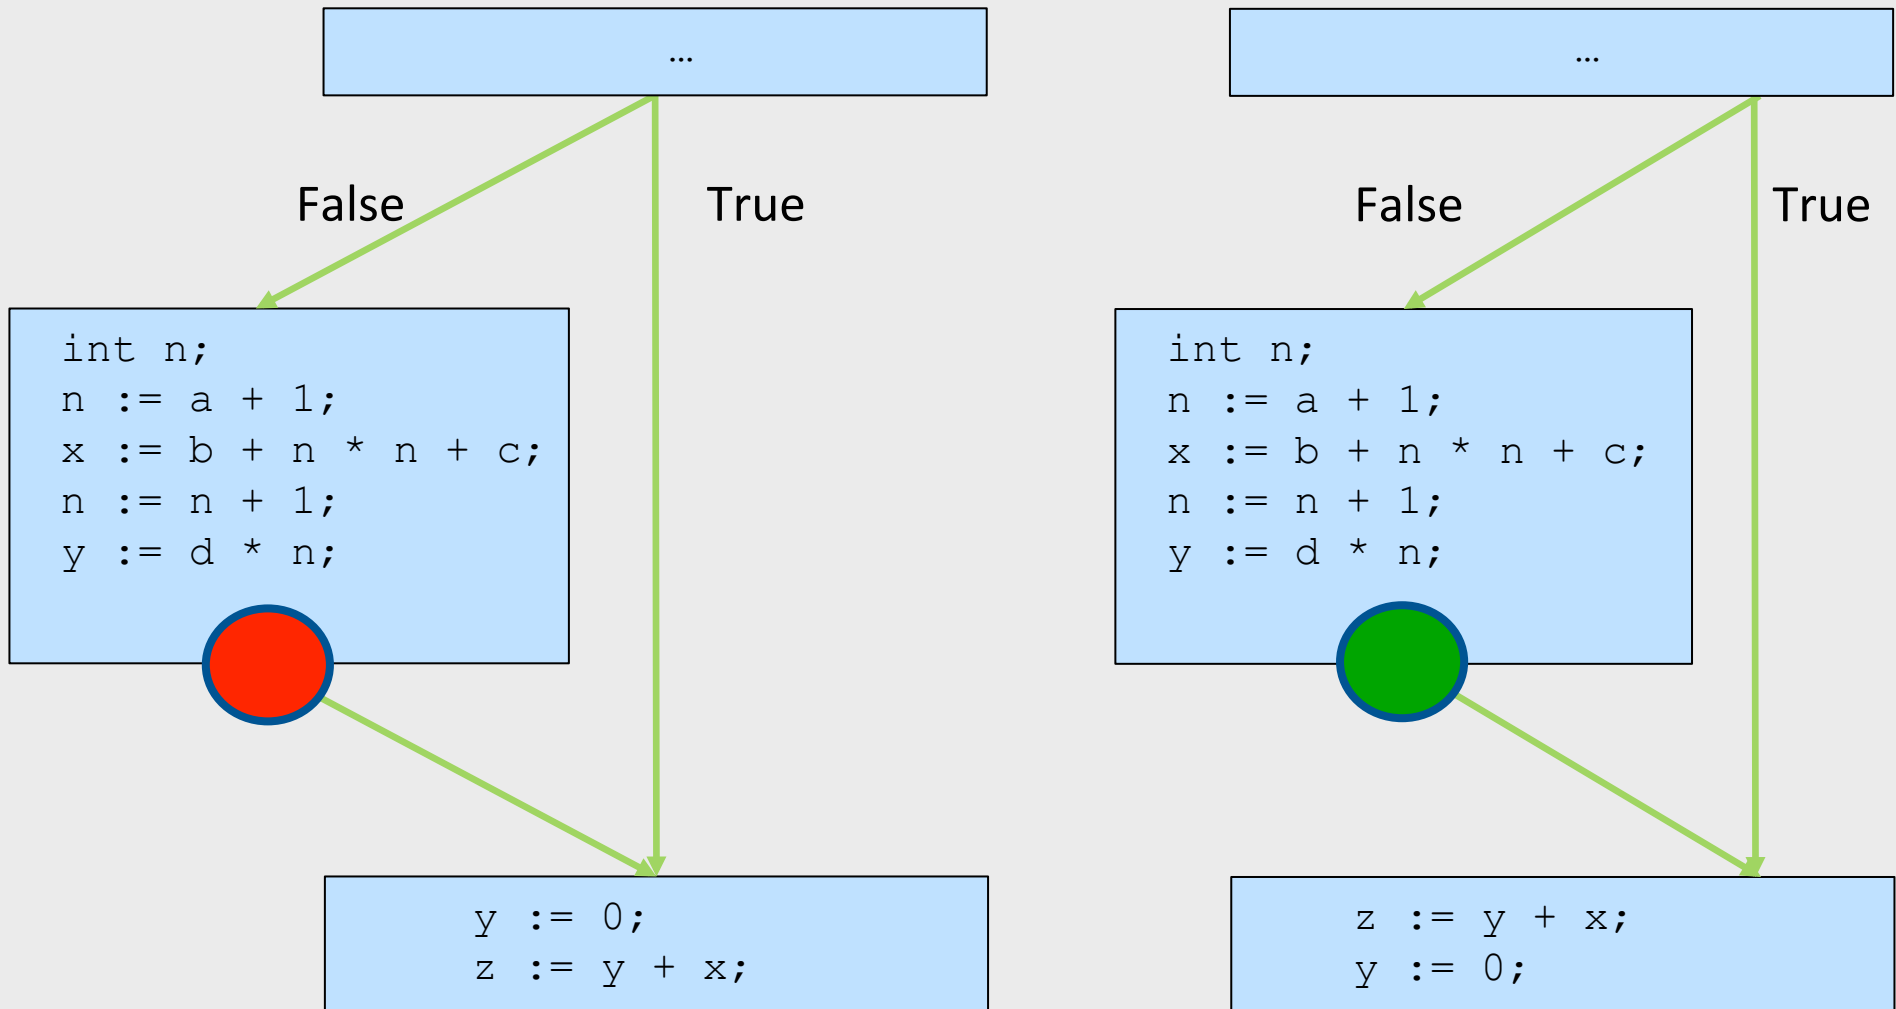 …
False
True
int n;
n := a + 1;
x := b + n * n + c;
n := n + 1;
y := d * n;
y := 0;
z := y + x;
…
False
True
int n;
n := a + 1;
x := b + n * n + c;
n := n + 1;
y := d * n;
z := y + x;
y := 0;